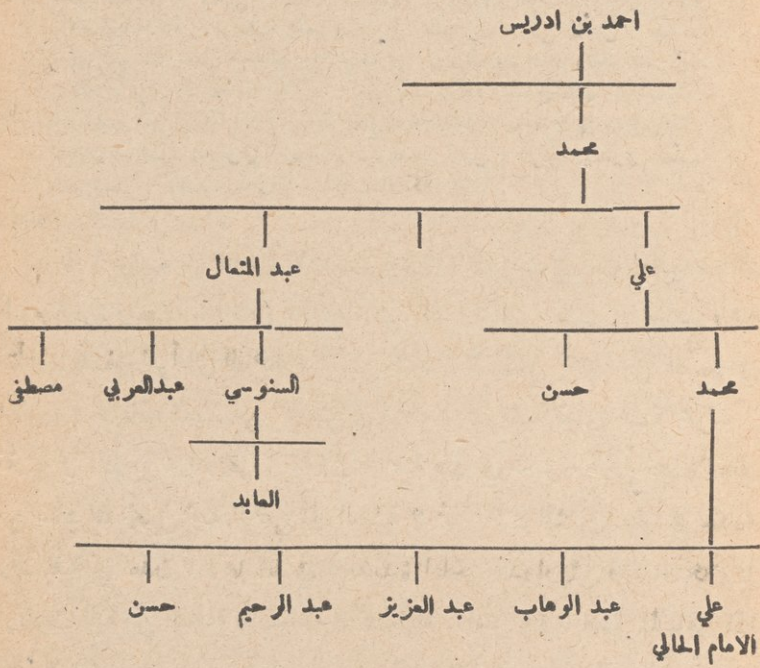 احمد بن ادريس
محمد
علي عبد المتعال
محمد حسن السنوسي عبدالعربي مصطفى
العابد
علي عبد الوهاب عبد العزيز عبد الرحيم حسن
الامام الحالي